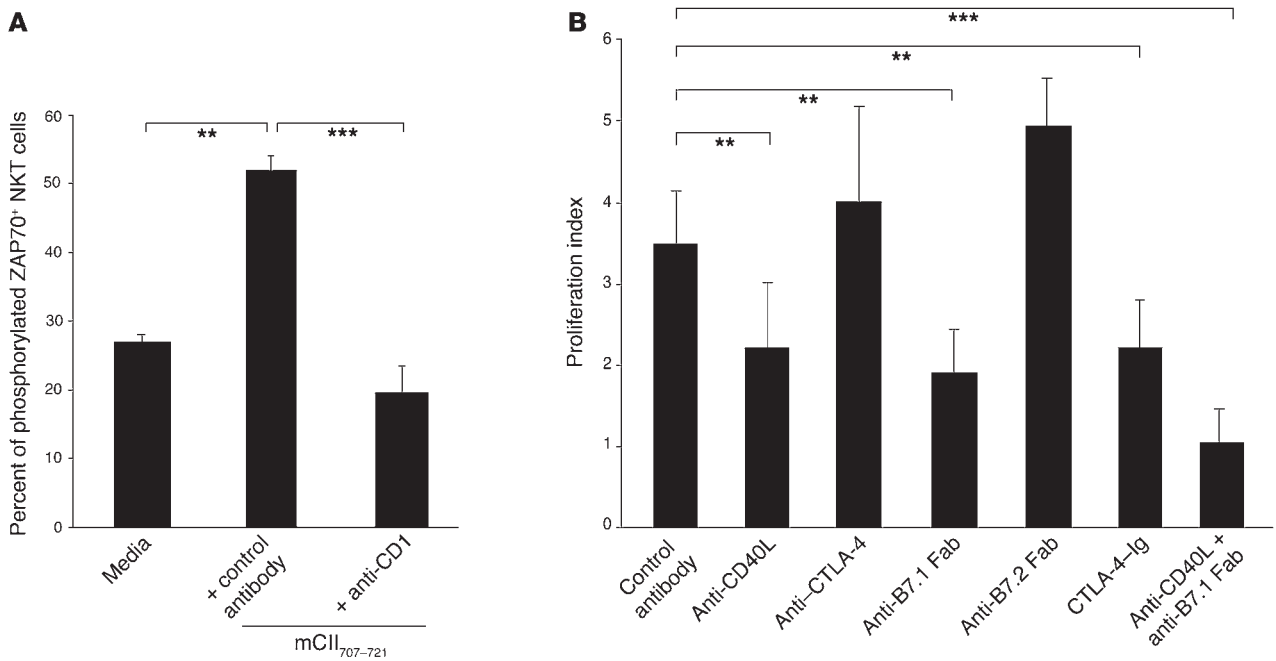 A
Percent of phosphorylated ZAP70+ NKT cells
60
50
40
30
20
10
0
**
***
Media
+ control
antibody
+ anti-CD1
mCII707–721
B
Proliferation index
6
5
4
3
2
1
0
***
**
**
**
Control
antibody
Anti-CD40L
Anti–CTLA-4
Anti-B7.1 Fab
Anti-B7.2 Fab
CTLA-4–Ig
Anti-CD40L +
anti-B7.1 Fab